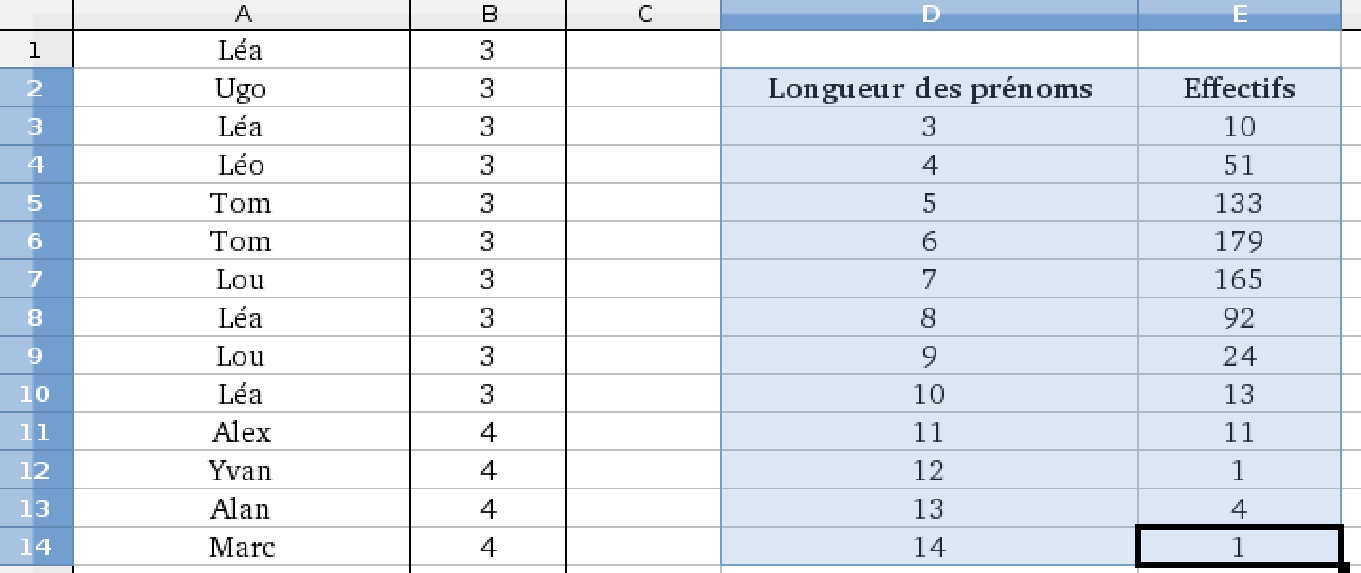 A B C D E
1 Léa 3
2 Ugo 3 Longueur des prénoms Effectifs
3 Léa 3 3 10
4 Léo 3 4 51
5 Tom 3 5 133
6 Tom 3 6 179
7 Lou 3 7 165
8 Léa 3 8 92
9 Lou 3 9 24
10 Léa 3 10 13
11 Alex 4 11 11
12 Yvan 4 12 1
13 Alan 4 13 4
14 Marc 4 14 1